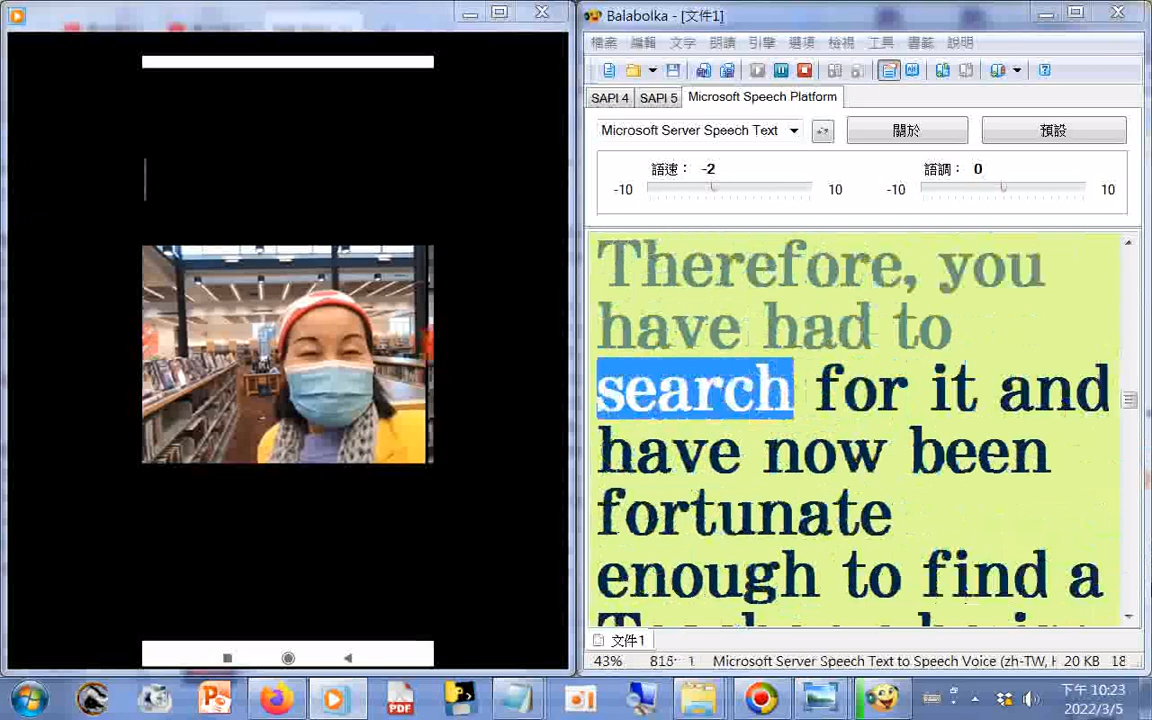 Balabolka - [文件1]
檔案 編輯 文字 朗讀 引擎 選項 檢視 工具 書籤 說明
SAPI 4 SAPI 5 Microsoft Speech Platform
Microsoft Server Speech Text 關於 預設
語速： -2 語調： 0
-10 10 -10 10
Therefore, you
have had to
search for it and
have now been
fortunate
enough to find a
文件1
43% 815: 1 Microsoft Server Speech Text to Speech Voice (zh-TW, H 20 KB 18
下午 10:23
2022/3/5